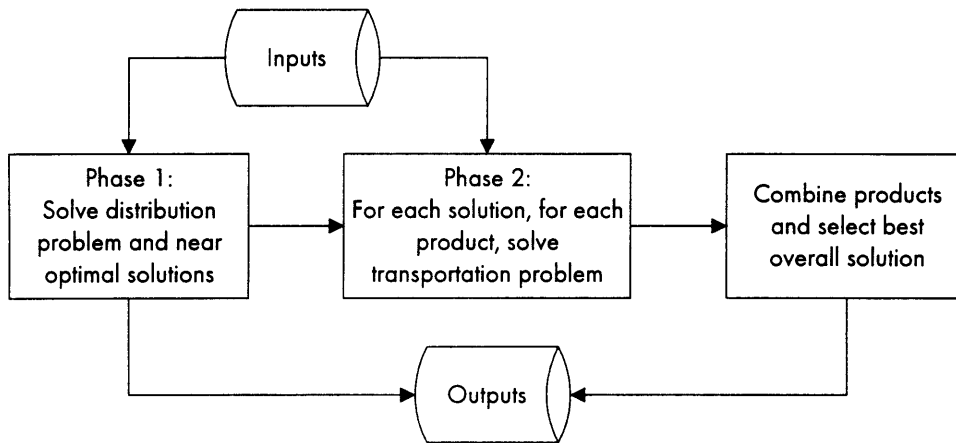 Inputs
Phase 1:
Solve distribution
problem and near
optimal solutions
Phase 2:
For each solution, for each
product, solve
transportation problem
Combine products
and select best
overall solution
Outputs